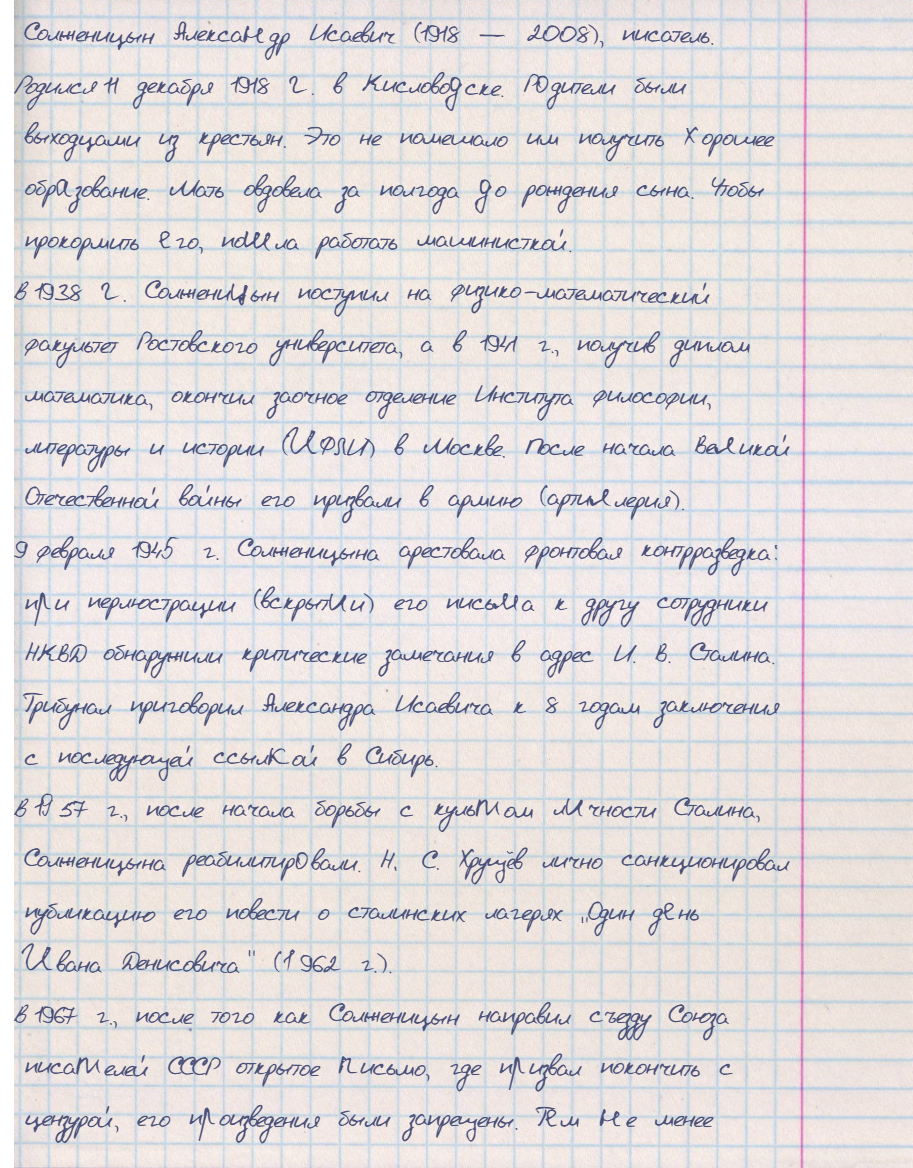 Солженицын Александр Исаевич (1918 — 2008), писатель.
Родился 11 декабря 1918 г. в Кисловодске. Родители были
выходцами из крестьян. Это не помешало им получить хорошее
образование. Мать овдовела за полгода до рождения сына. Чтобы
прокормить его, пошла работать машинисткой.
В 1938 г. Солженицын поступил на физико-математический
факультет Ростовского университета, а в 1941 г., получив диплом
математика, окончил заочное отделение Института философии,
литературы и истории (ИФЛИ) в Москве. После начала Великой
Отечественной войны его призвали в армию (артиллерия).
9 февраля 1945 г. Солженицына арестовала фронтовая контрразведка:
при перлюстрации (вскрытии) его письма к другу сотрудники
НКВД обнаружили критические замечания в адрес И. В. Сталина.
Трибунал приговорил Александра Исаевича к 8 годам заключения
с последующей ссылкой в Сибирь.
В 1957 г., после начала борьбы с культом личности Сталина,
Солженицына реабилитировали. Н. С. Хрущёв лично санкционировал
публикацию его повести о сталинских лагерях „Один день
Ивана Денисовича" (1962 г.).
В 1967 г., после того как Солженицын направил съезду Союза
писателей СССР открытое письмо, где призвал покончить с
цензурой, его произведения были запрещены. Тем не менее